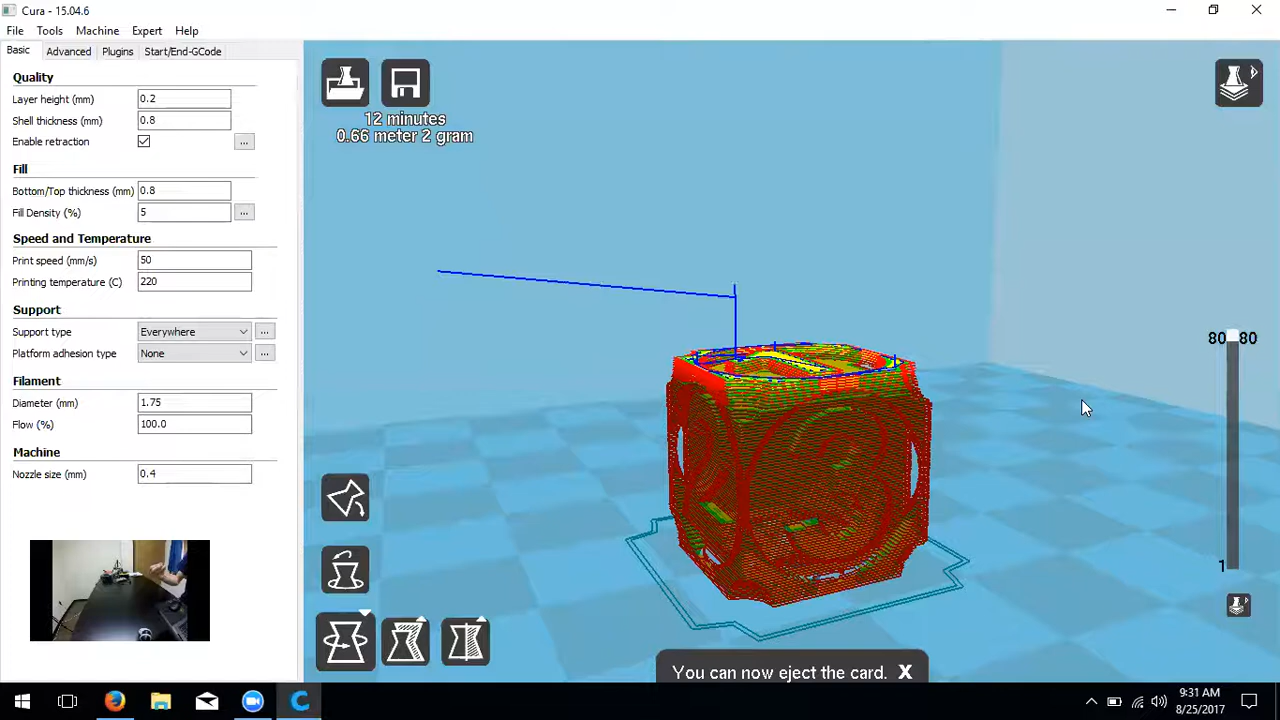 Cura - 15.04.6
File Tools Machine Expert Help
Basic Advanced Plugins Start/End-GCode
Quality
Layer height (mm) 0.2
Shell thickness (mm) 0.8
Enable retraction ...
Fill
Bottom/Top thickness (mm) 0.8
Fill Density (%) 5 ...
Speed and Temperature
Print speed (mm/s) 50
Printing temperature (C) 220
Support
Support type Everywhere ...
Platform adhesion type None ...
Filament
Diameter (mm) 1.75
Flow (%) 100.0
Machine
Nozzle size (mm) 0.4
12 minutes
0.66 meter 2 gram
80 80
1
You can now eject the card. X
9:31 AM
8/25/2017